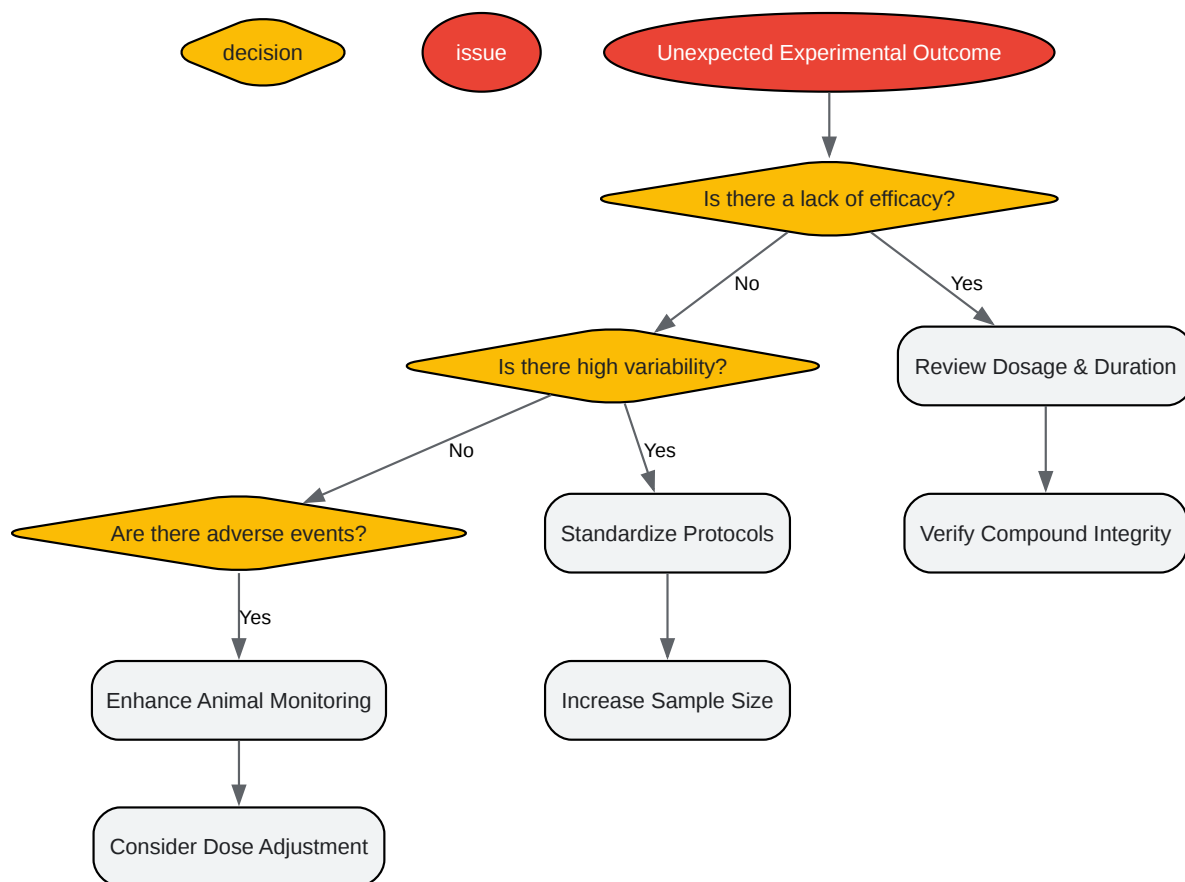 decision
issue
Unexpected Experimental Outcome
Is there a lack of efficacy?
No
Yes
Is there high variability?
Review Dosage & Duration
No
Yes
Are there adverse events?
Standardize Protocols
Verify Compound Integrity
Yes
Enhance Animal Monitoring
Increase Sample Size
Consider Dose Adjustment